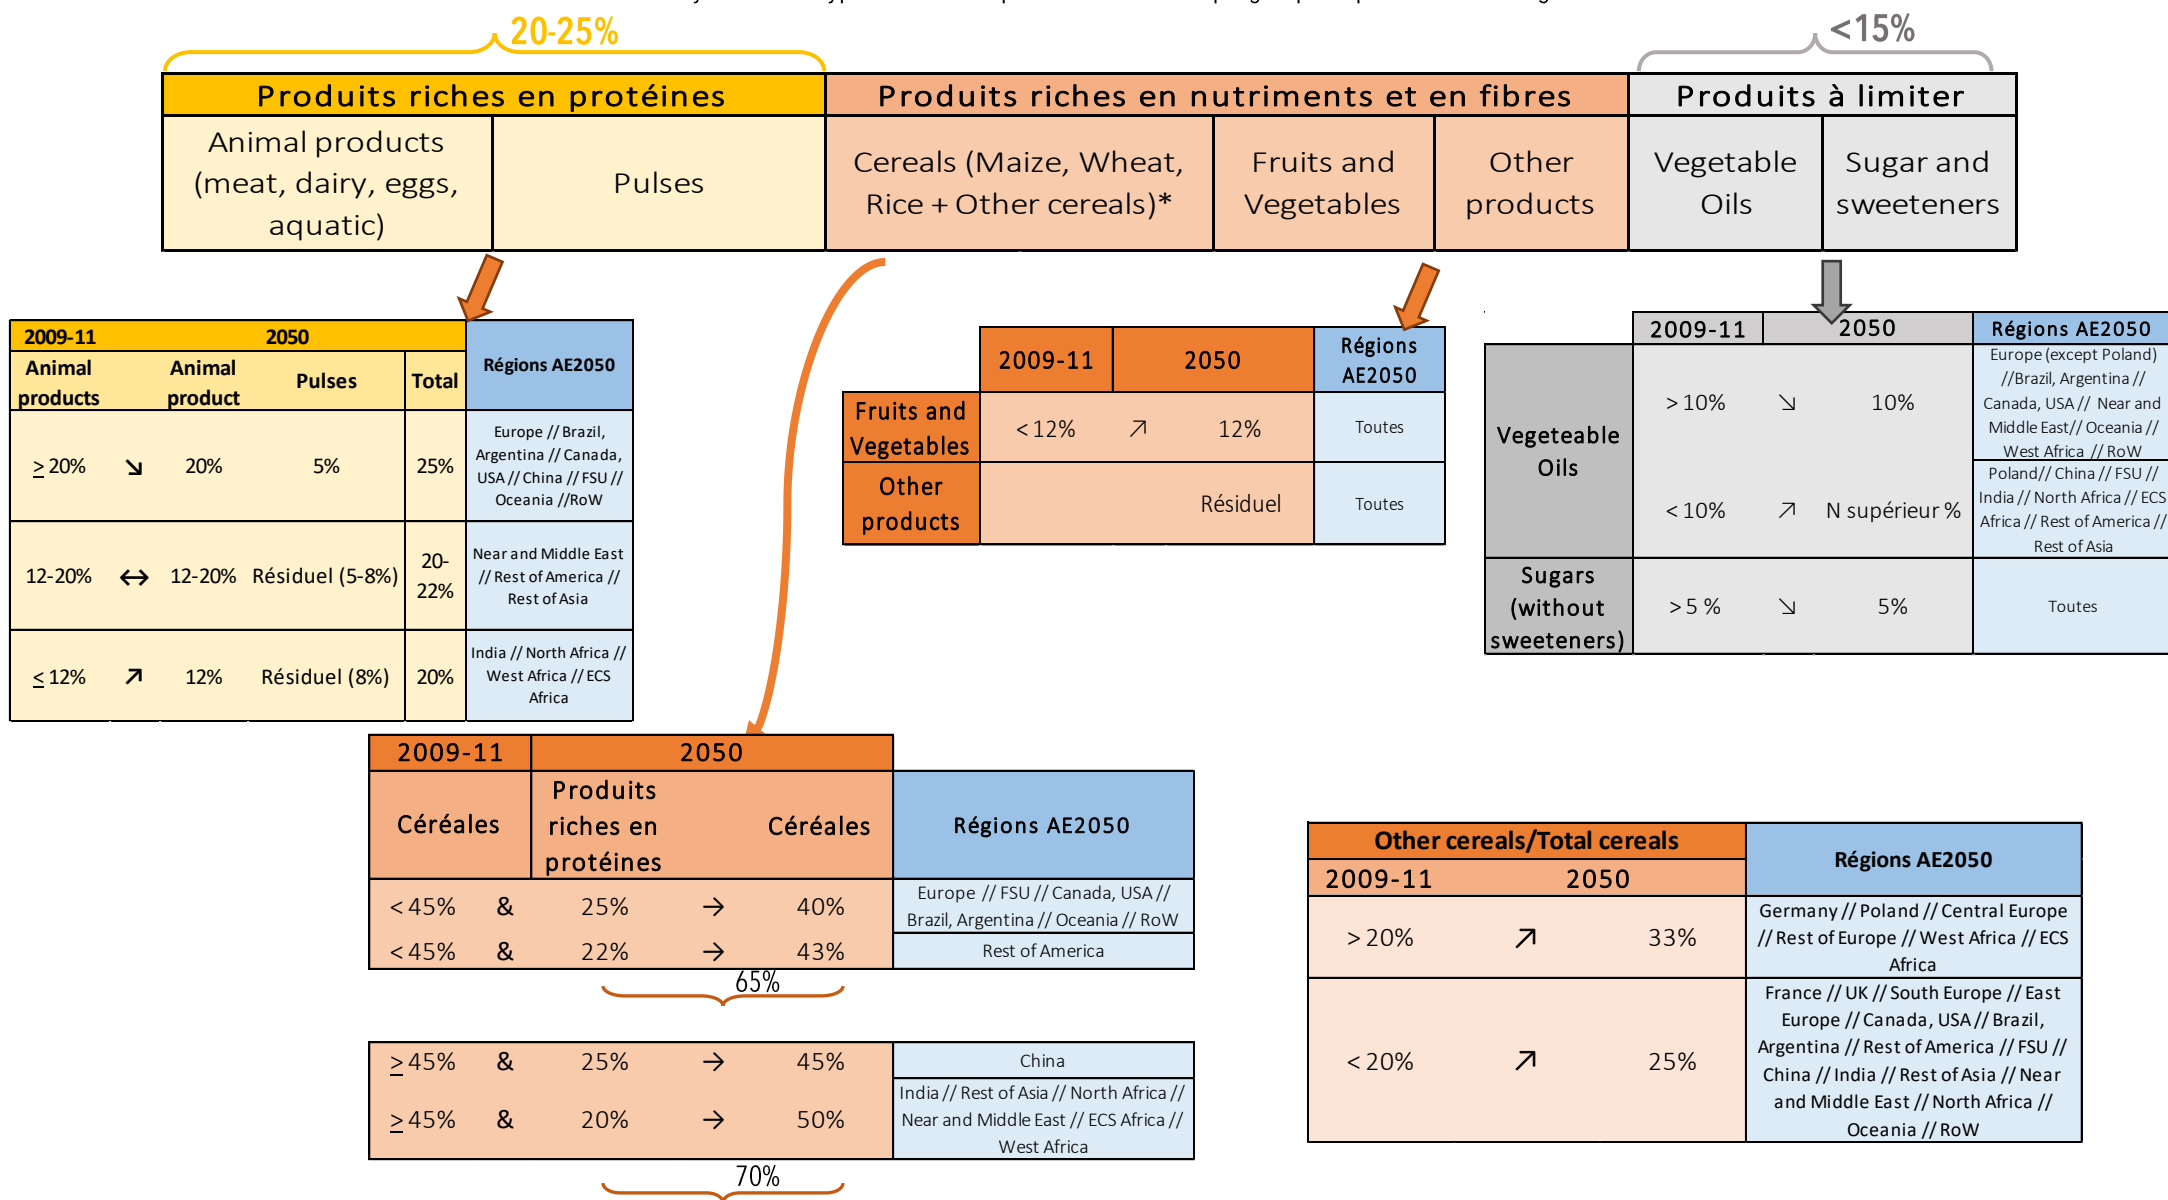 20-25%
<15%
Produits riches en protéines
Produits riches en nutriments et en fibres
Produits à limiter
Animal products
(meat, dairy, eggs,
aquatic)
Pulses
Cereals (Maize, Wheat,
Rice + Other cereals)*
Fruits and
Vegetables
Other
products
Vegetable
Oils
Sugar and
sweeteners
2009-11
2050
Régions AE2050
Animal
products
Animal
product
Pulses
Total
≥ 20% ↘ 20% 5% 25%
Europe // Brazil,
Argentina // Canada,
USA // China // FSU //
Oceania //RoW
12-20% ↔ 12-20% Résiduel (5-8%)
20-
22%
Near and Middle East
// Rest of America //
Rest of Asia
≤ 12% ↗ 12% Résiduel (8%) 20%
India // North Africa //
West Africa // ECS
Africa
2009-11
2050
Régions
AE2050
Fruits and
Vegetables
< 12% ↗ 12%
Toutes
Other
products
Résiduel
Toutes
2009-11
2050
Régions AE2050
Vegeteable
Oils
> 10% ↘ 10%
Europe (except Poland)
//Brazil, Argentina //
Canada, USA // Near and
Middle East// Oceania //
West Africa // RoW
< 10% ↗ N supérieur %
Poland// China // FSU //
India // North Africa // ECS
Africa // Rest of America //
Rest of Asia
Sugars
(without
sweeteners)
> 5 % ↘ 5%
Toutes
2009-11
2050
Céréales
Produits
riches en
protéines
→
Céréales
Régions AE2050
< 45% & 25% → 40%
Europe // FSU // Canada, USA //
Brazil, Argentina // Oceania // RoW
< 45% & 22% → 43%
Rest of America
65%
≥ 45% & 25% → 45%
China
≥ 45% & 20% → 50%
India // Rest of Asia // North Africa //
Near and Middle East // ECS Africa //
West Africa
70%
Other cereals/Total cereals
Régions AE2050
2009-11
2050
> 20% ↗ 33%
Germany // Poland // Central Europe
// Rest of Europe // West Africa // ECS
Africa
< 20% ↗ 25%
France // UK // South Europe // East
Europe // Canada, USA // Brazil,
Argentina // Rest of America // FSU //
China // India // Rest of Asia // Near
and Middle East // North Africa //
Oceania // RoW